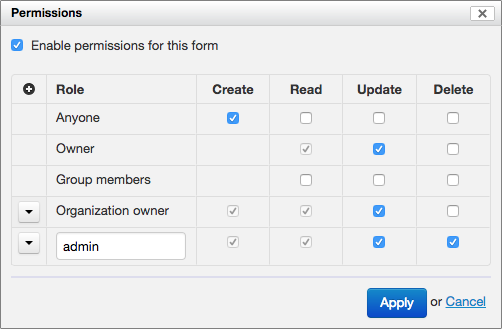 Permissions
Enable permissions for this form
Role Create Read Update Delete
Anyone
Owner
Group members
Organization owner
admin
Apply or Cancel